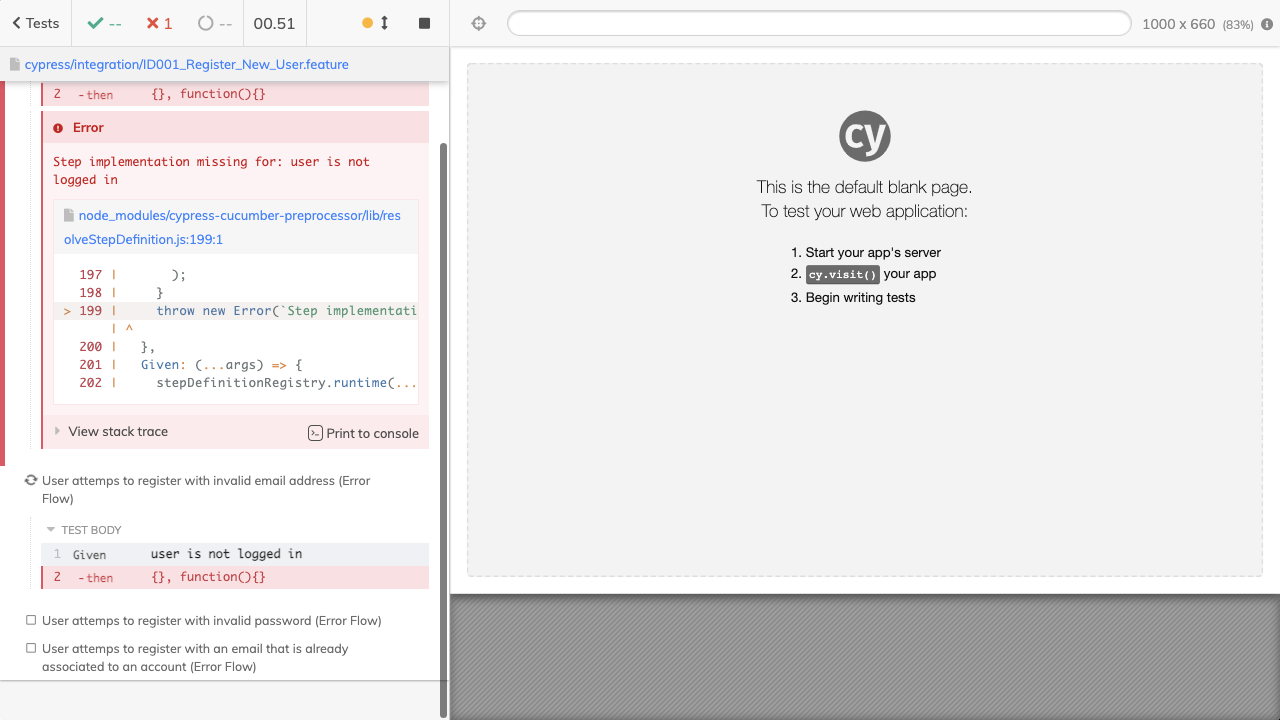 Tests
--
1
--
00.51
1000 x 660 (83%)
cypress/integration/ID001_Register_New_User.feature
2 -then {}, function(){}
Error
Step implementation missing for: user is not
logged in
node_modules/cypress-cucumber-preprocessor/lib/res
olveStepDefinition.js:199:1
197 | );
198 | }
> 199 | throw new Error(`Step implementati
| ^
200 | },
201 | Given: (...args) => {
202 | stepDefinitionRegistry.runtime(...
View stack trace
Print to console
User attemps to register with invalid email address (Error
Flow)
TEST BODY
1 Given user is not logged in
2 -then {}, function(){}
User attemps to register with invalid password (Error Flow)
User attemps to register with an email that is already
associated to an account (Error Flow)
cy
This is the default blank page.
To test your web application:
1. Start your app's server
2. cy.visit() your app
3. Begin writing tests